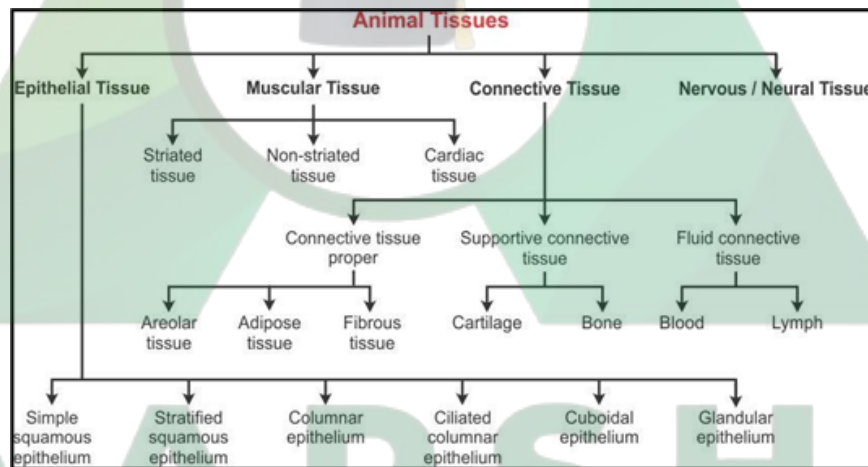 Animal Tissues
Epithelial Tissue
Muscular Tissue
Connective Tissue
Nervous / Neural Tissue
Striated
tissue
Non-striated
tissue
Cardiac
tissue
Connective tissue
proper
Supportive connective
tissue
Fluid connective
tissue
Areolar
tissue
Adipose
tissue
Fibrous
tissue
Cartilage
Bone
Blood
Lymph
Simple
squamous
epithelium
Stratified
squamous
epithelium
Columnar
epithelium
Ciliated
columnar
epithelium
Cuboidal
epithelium
Glandular
epithelium